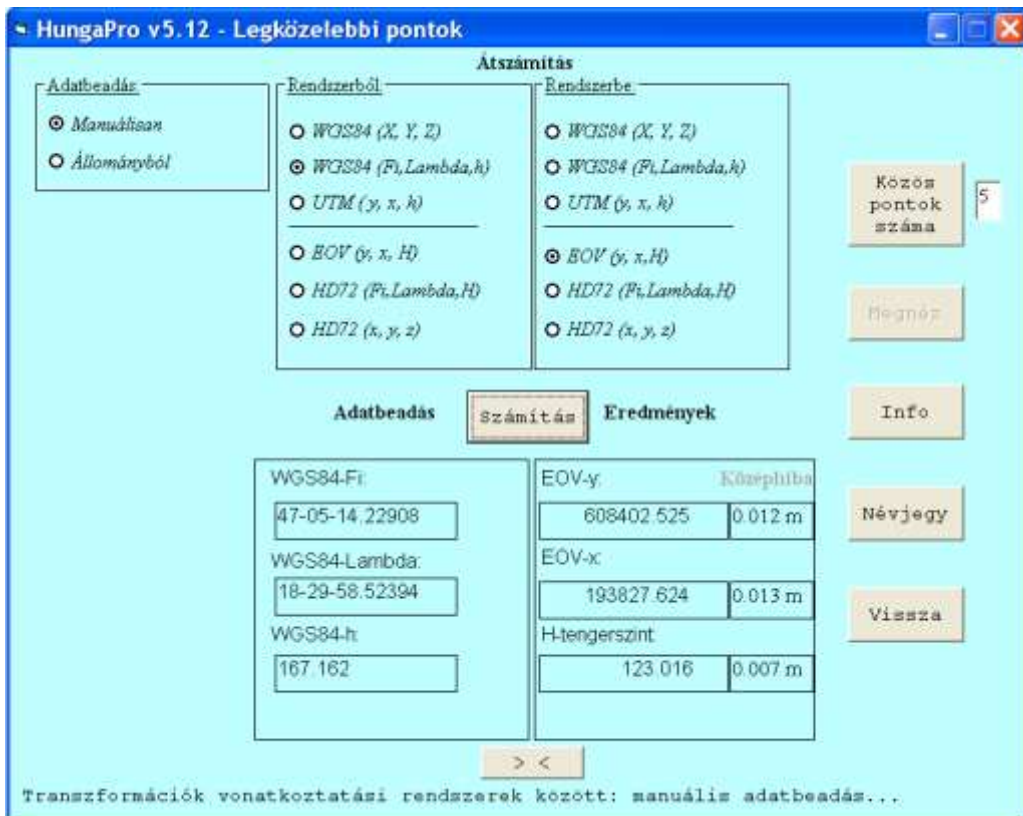 HungaPro v5.12 - Legközelebbi pontok
Átszámítás
Adatbeadás
Manuálisan
Állományból
Rendszerből
WGS84 (X, Y, Z)
WGS84 (Fi,Lambda,h)
UTM (y, x, h)
EOV (y, x, H)
HD72 (Fi,Lambda,H)
HD72 (x, y, z)
Rendszerbe
WGS84 (X, Y, Z)
WGS84 (Fi,Lambda,h)
UTM (y, x, h)
EOV (y, x,H)
HD72 (Fi,Lambda,H)
HD72 (x, y, z)
Közös
pontok
száma
5
Megnéz
Info
Névjegy
Vissza
Adatbeadás
Számítás
Eredmények
WGS84-Fi:
47-05-14.22908
WGS84-Lambda:
18-29-58.52394
WGS84-h:
167.162
EOV-y: Középhiba
608402.525 0.012 m
EOV-x:
193827.624 0.013 m
H-tengerszint
123.016 0.007 m
> <
Transzformációk vonatkoztatási rendszerek között: manuális adatbeadás...